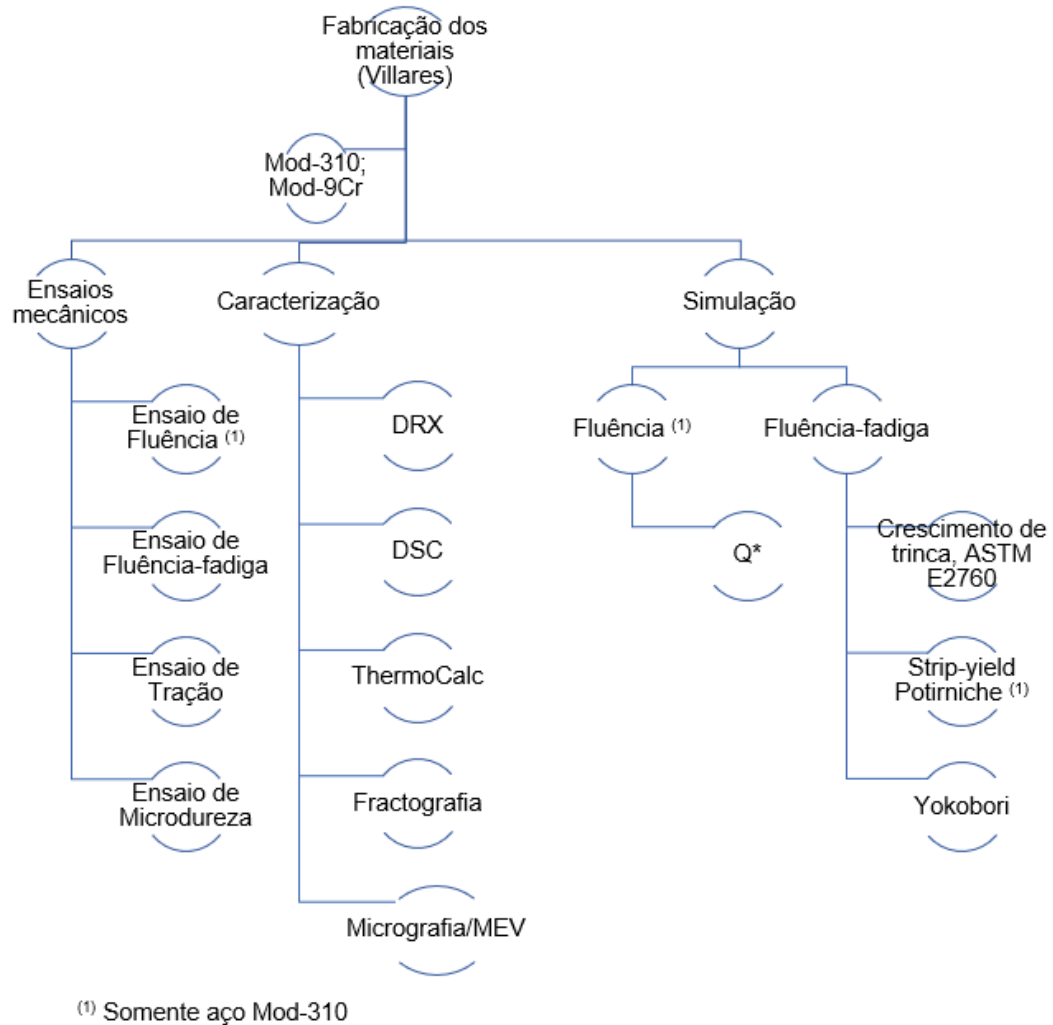 Fabricação dos
materiais
(Villares)
Mod-310;
Mod-9Cr
Ensaios
mecânicos
Caracterização
Simulação
Ensaio de
Fluência (1)
Ensaio de
Fluência-fadiga
Ensaio de
Tração
Ensaio de
Microdureza
DRX
DSC
ThermoCalc
Fractografia
Micrografia/MEV
Fluência (1)
Q*
Fluência-fadiga
Crescimento de
trinca, ASTM
E2760
Strip-yield
Potirniche (1)
Yokobori
(1) Somente aço Mod-310